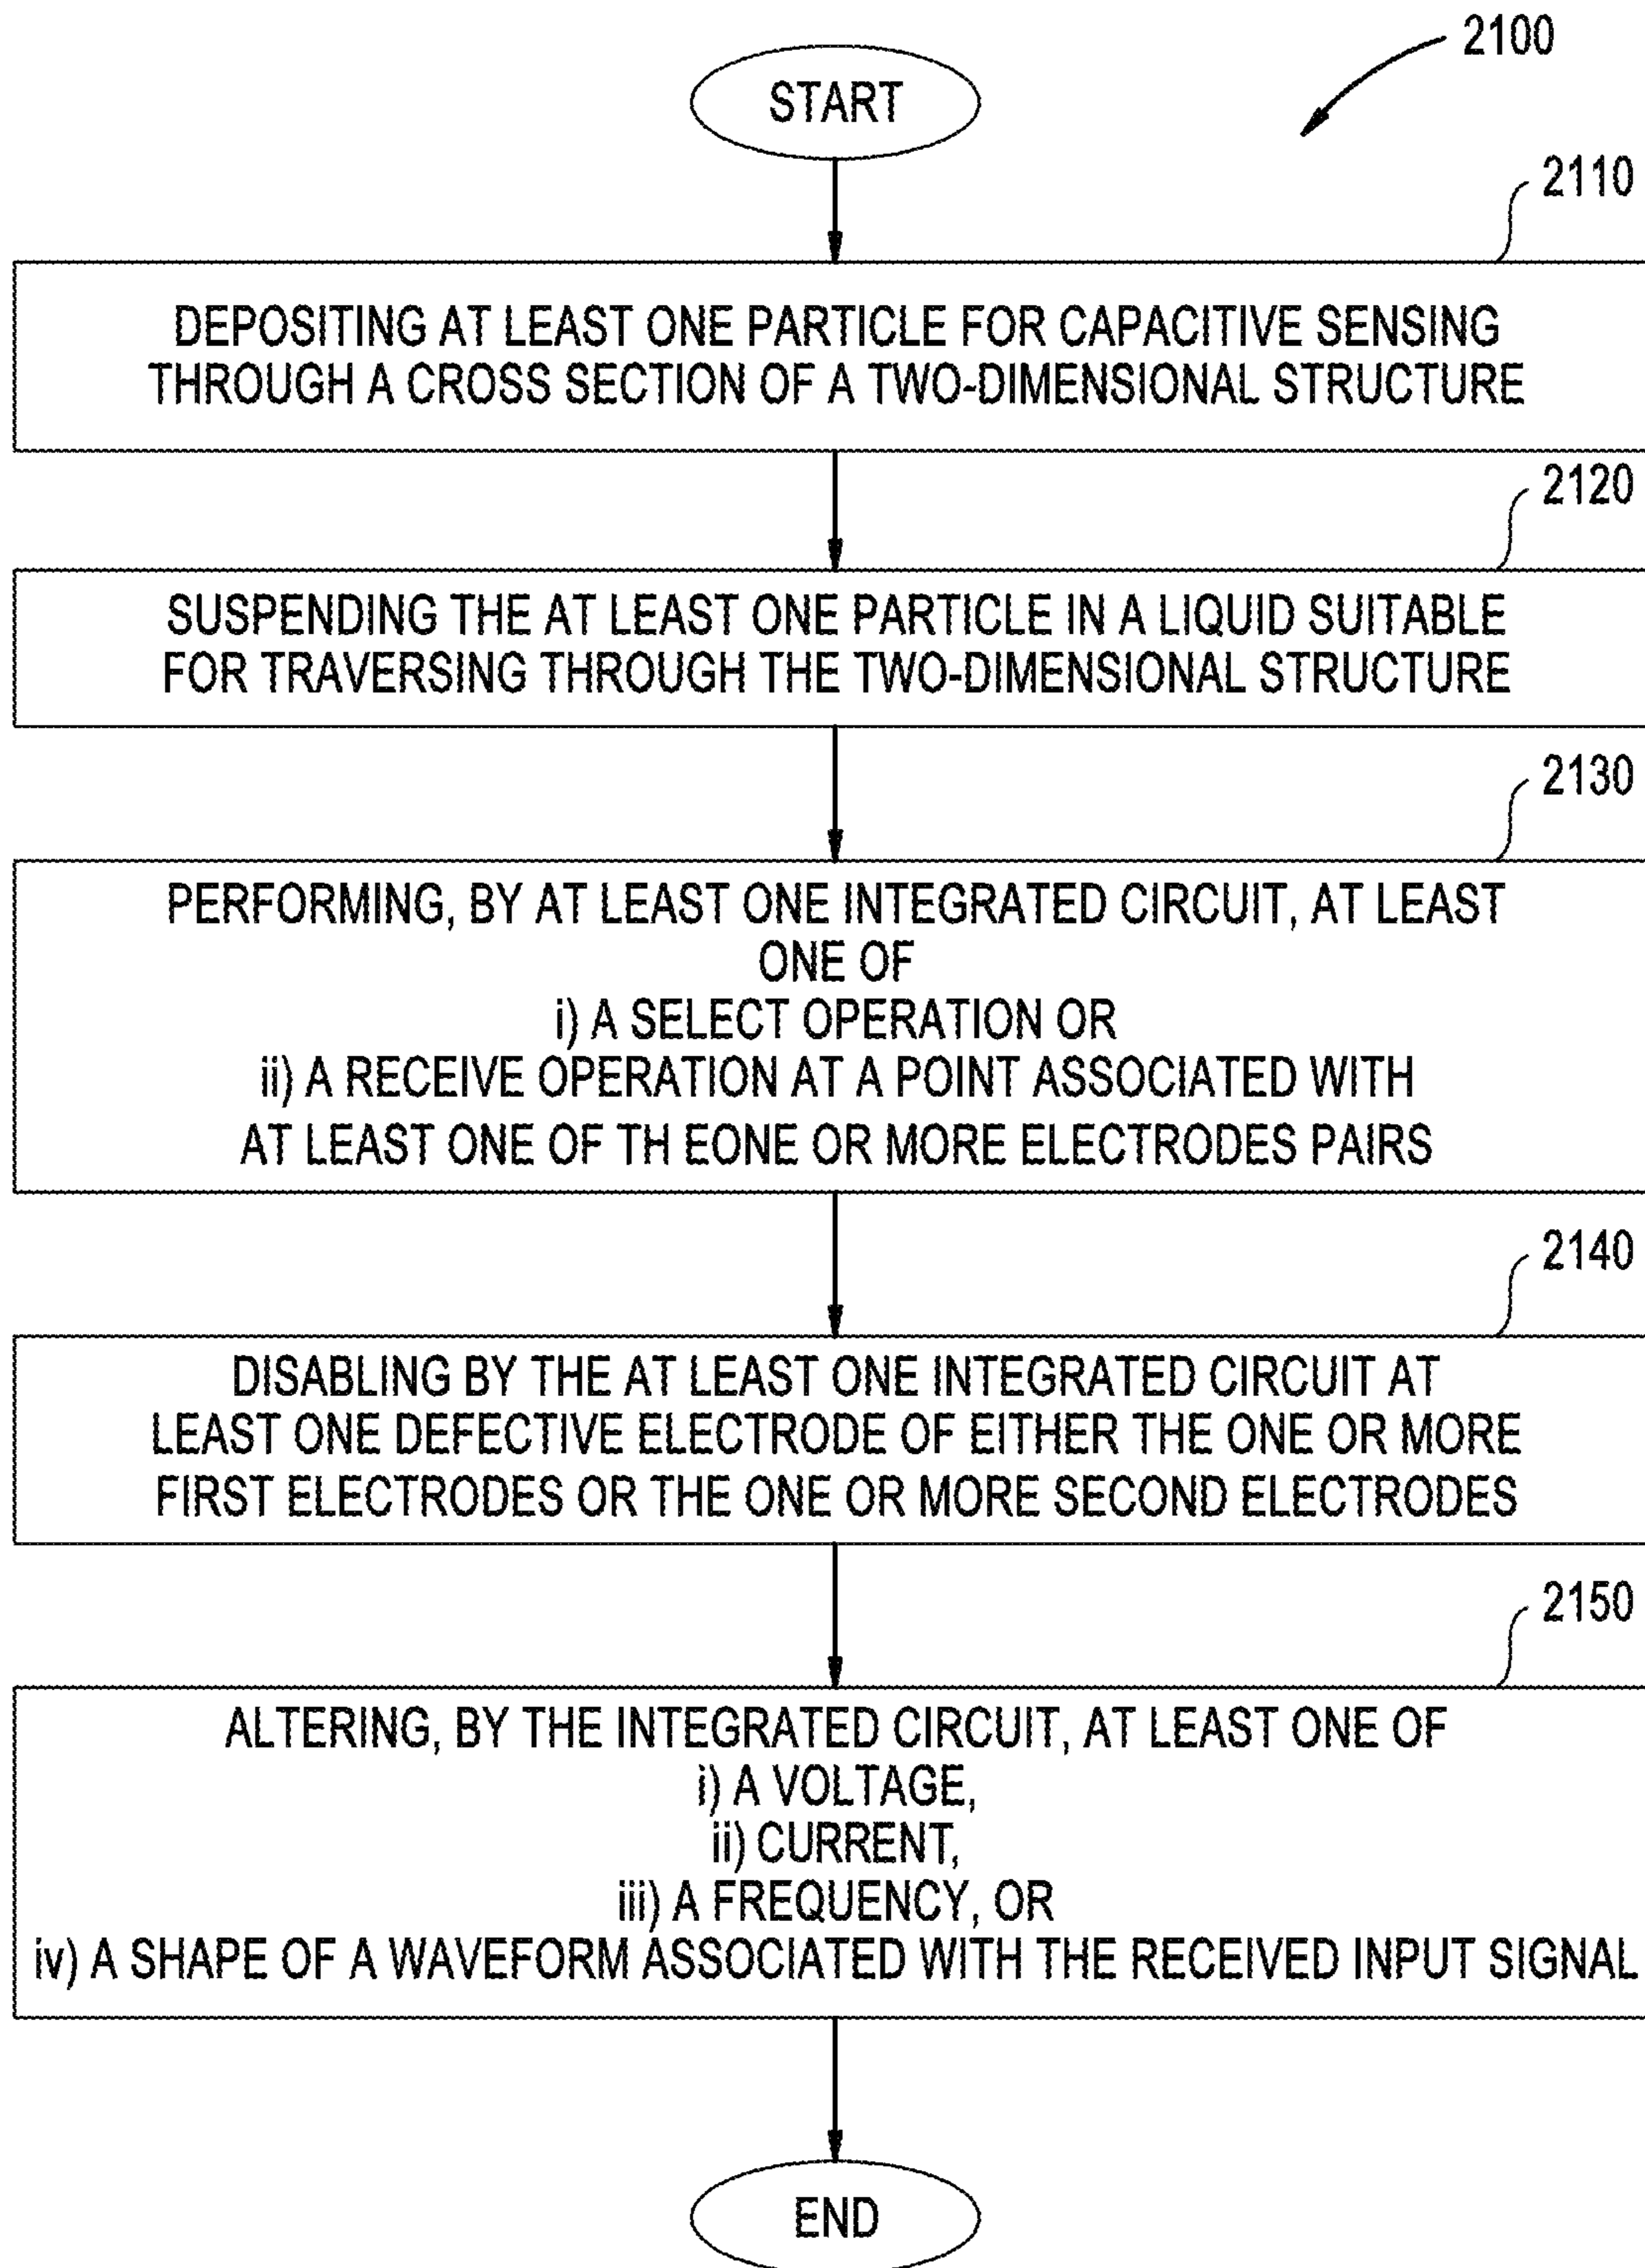 2100
START
2110
DEPOSITING AT LEAST ONE PARTICLE FOR CAPACITIVE SENSING
THROUGH A CROSS SECTION OF A TWO-DIMENSIONAL STRUCTURE
2120
SUSPENDING THE AT LEAST ONE PARTICLE IN A LIQUID SUITABLE
FOR TRAVERSING THROUGH THE TWO-DIMENSIONAL STRUCTURE
2130
PERFORMING, BY AT LEAST ONE INTEGRATED CIRCUIT, AT LEAST
ONE OF
i) A SELECT OPERATION OR
ii) A RECEIVE OPERATION AT A POINT ASSOCIATED WITH
AT LEAST ONE OF TH EONE OR MORE ELECTRODES PAIRS
2140
DISABLING BY THE AT LEAST ONE INTEGRATED CIRCUIT AT
LEAST ONE DEFECTIVE ELECTRODE OF EITHER THE ONE OR MORE
FIRST ELECTRODES OR THE ONE OR MORE SECOND ELECTRODES
2150
ALTERING, BY THE INTEGRATED CIRCUIT, AT LEAST ONE OF
i) A VOLTAGE,
ii) CURRENT,
iii) A FREQUENCY, OR
iv) A SHAPE OF A WAVEFORM ASSOCIATED WITH THE RECEIVED INPUT SIGNAL
END